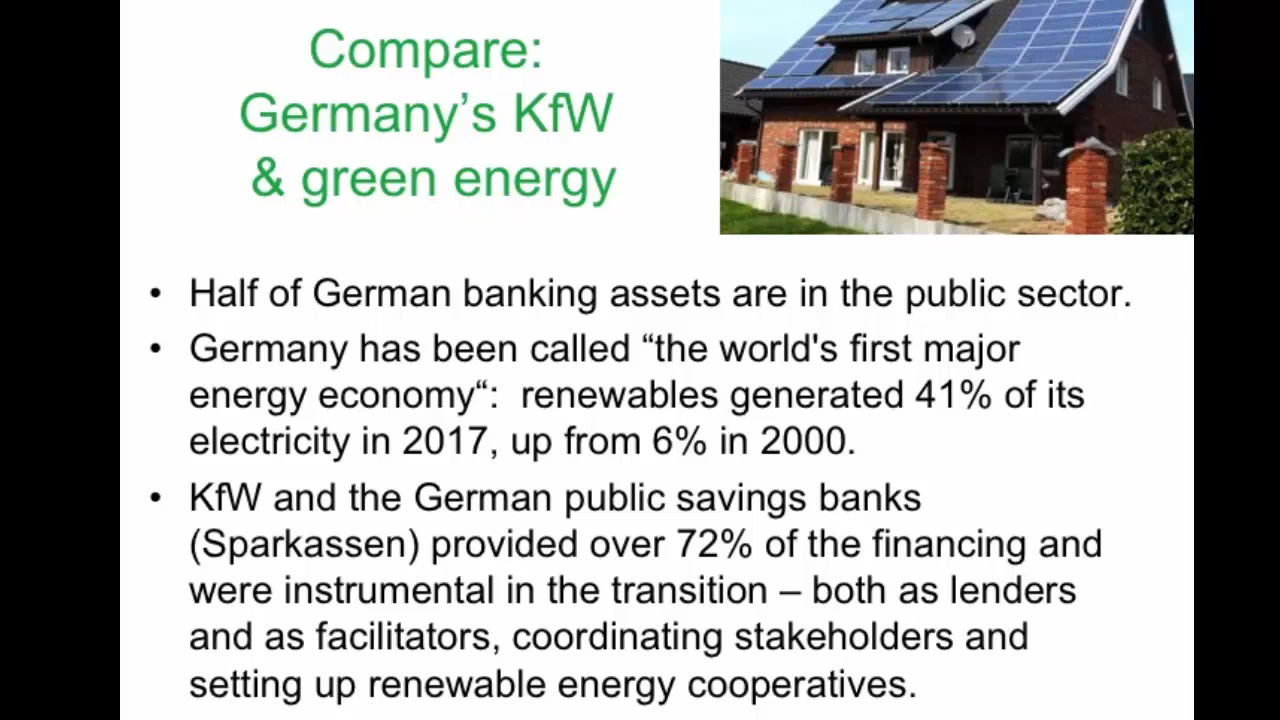 Compare:
Germany’s KfW
& green energy
• Half of German banking assets are in the public sector.
• Germany has been called “the world's first major
energy economy“:  renewables generated 41% of its
electricity in 2017, up from 6% in 2000.
• KfW and the German public savings banks
(Sparkassen) provided over 72% of the financing and
were instrumental in the transition – both as lenders
and as facilitators, coordinating stakeholders and
setting up renewable energy cooperatives.